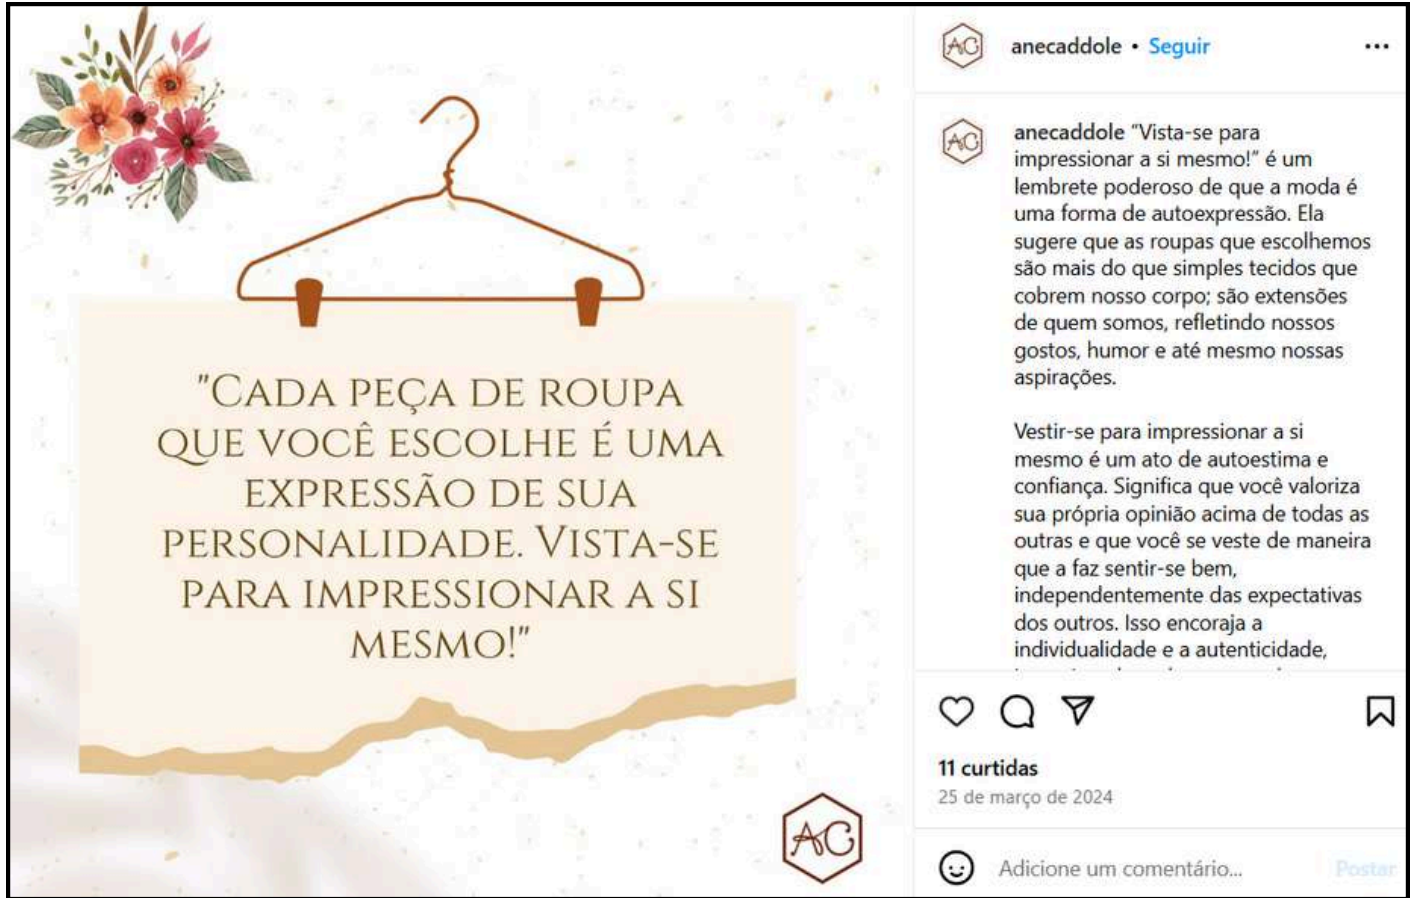 "CADA PEÇA DE ROUPA
QUE VOCÊ ESCOLHE É UMA
EXPRESSÃO DE SUA
PERSONALIDADE. VISTA-SE
PARA IMPRESSIONAR A SI
MESMO!"
AC
AC
anecaddole • Seguir
AC
anecaddole “Vista-se para
impressionar a si mesmo!” é um
lembrete poderoso de que a moda é
uma forma de autoexpressão. Ela
sugere que as roupas que escolhemos
são mais do que simples tecidos que
cobrem nosso corpo; são extensões
de quem somos, refletindo nossos
gostos, humor e até mesmo nossas
aspirações.
Vestir-se para impressionar a si
mesmo é um ato de autoestima e
confiança. Significa que você valoriza
sua própria opinião acima de todas as
outras e que você se veste de maneira
que a faz sentir-se bem,
independentemente das expectativas
dos outros. Isso encoraja a
individualidade e a autenticidade,
11 curtidas
25 de março de 2024
Adicione um comentário... Postar